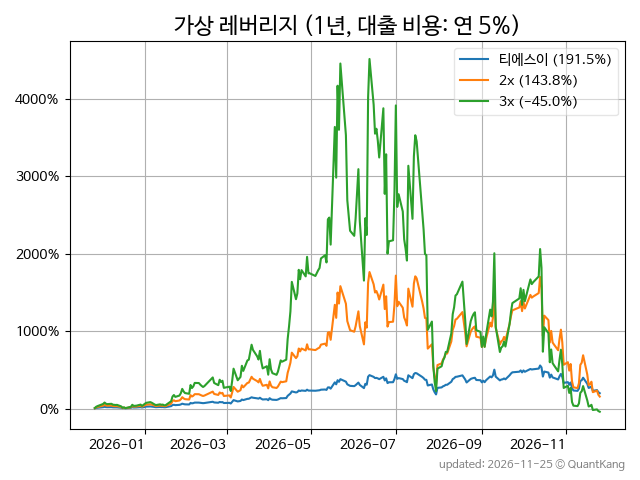 가상 레버리지 (1년, 대출 비용: 연 5%)
티에스이 (191.5%)
2x (143.8%)
3x (−45.0%)
4000%
3000%
2000%
1000%
0%
2026-01
2026-03
2026-05
2026-07
2026-09
2026-11
updated: 2026-11-25 © QuantKang